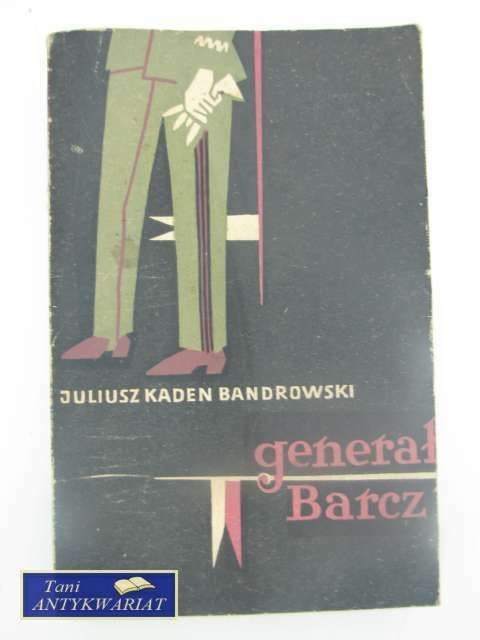 JULIUSZ KADEN BANDROWSKI
generał
Barcz
Tani
ANTYKWARIAT